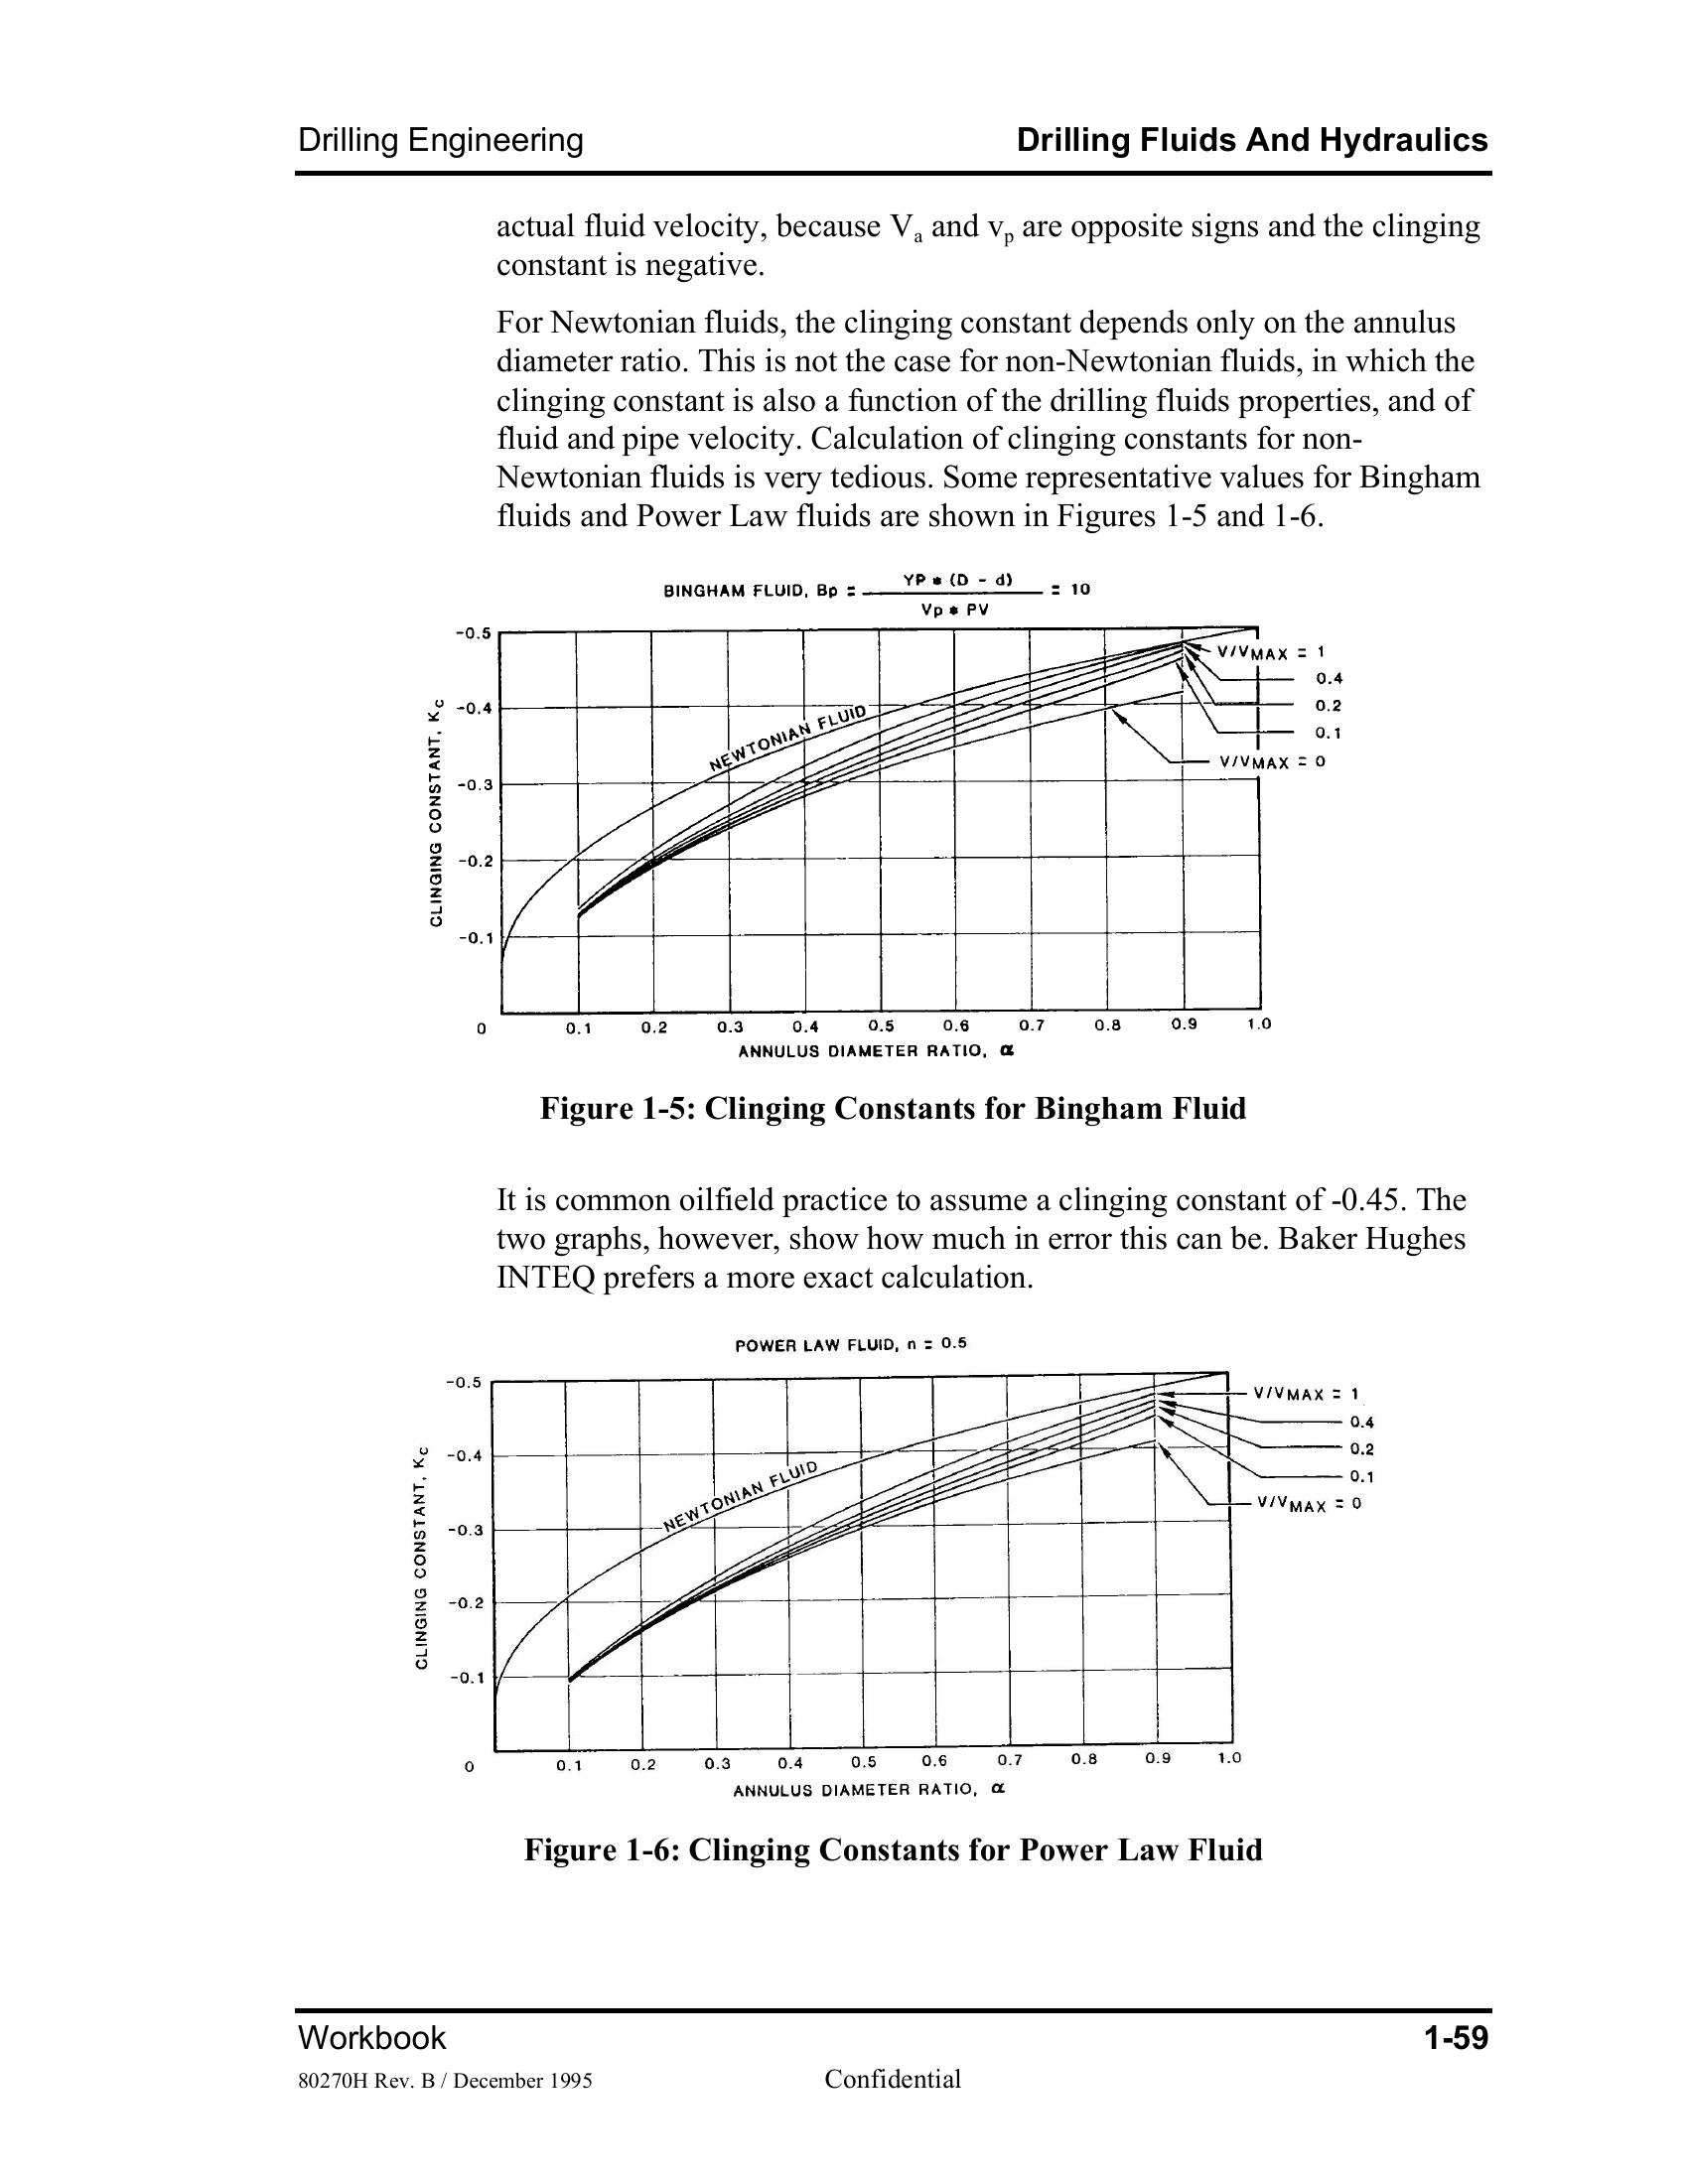 Drilling Engineering Drilling Fluids And Hydraulics
actual fluid velocity, because Va and vp are opposite signs and the clinging
constant is negative.
For Newtonian fluids, the clinging constant depends only on the annulus
diameter ratio. This is not the case for non-Newtonian fluids, in which the
clinging constant is also a function of the drilling fluids properties, and of
fluid and pipe velocity. Calculation of clinging constants for non-
Newtonian fluids is very tedious. Some representative values for Bingham
fluids and Power Law fluids are shown in Figures 1-5 and 1-6.
BINGHAM FLUID, Bp = YP * (D - d) / Vp * PV = 10
-0.5
V/VMAX = 1
0.4
-0.4
0.2
NEWTONIAN FLUID
0.1
V/VMAX = 0
-0.3
CLINGING CONSTANT, Kc
-0.2
-0.1
0 0.1 0.2 0.3 0.4 0.5 0.6 0.7 0.8 0.9 1.0
ANNULUS DIAMETER RATIO, α
Figure 1-5: Clinging Constants for Bingham Fluid
It is common oilfield practice to assume a clinging constant of -0.45. The
two graphs, however, show how much in error this can be. Baker Hughes
INTEQ prefers a more exact calculation.
POWER LAW FLUID, n = 0.5
-0.5
V/VMAX = 1
0.4
-0.4
0.2
NEWTONIAN FLUID
0.1
V/VMAX = 0
-0.3
CLINGING CONSTANT, Kc
-0.2
-0.1
0 0.1 0.2 0.3 0.4 0.5 0.6 0.7 0.8 0.9 1.0
ANNULUS DIAMETER RATIO, α
Figure 1-6: Clinging Constants for Power Law Fluid
Workbook 1-59
80270H Rev. B / December 1995 Confidential